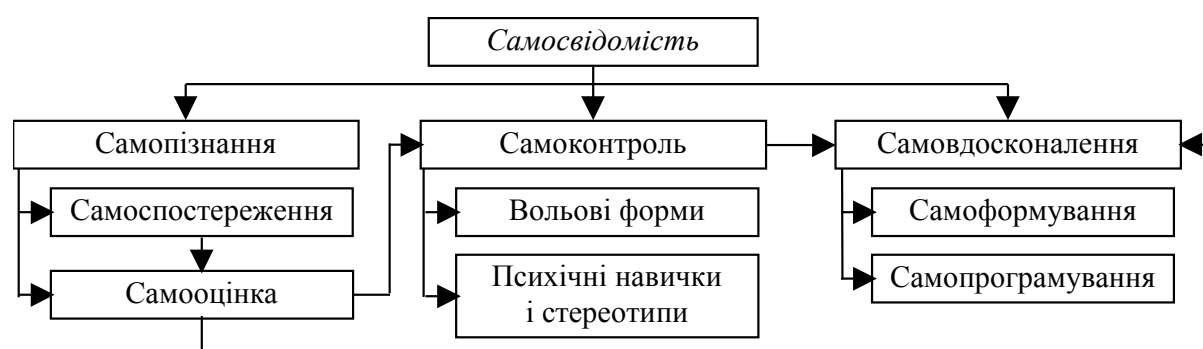 Самосвідомість
Самопізнання
Самоконтроль
Самовдосконалення
Самоспостереження
Вольові форми
Самоформування
Самооцінка
Психічні навички
і стереотипи
Самопрограмування